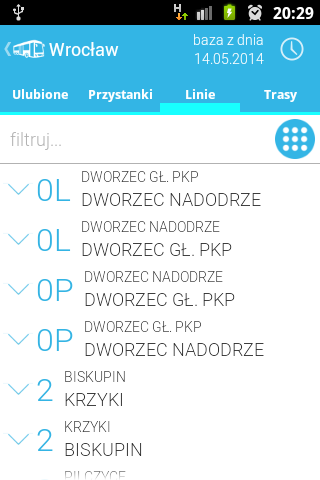 H
20:29
Wrocław
baza z dnia
14.05.2014
Ulubione
Przystanki
Linie
Trasy
filtruj...
DWORZEC GŁ. PKP
0L
DWORZEC NADODRZE
DWORZEC NADODRZE
0L
DWORZEC GŁ. PKP
DWORZEC NADODRZE
0P
DWORZEC GŁ. PKP
DWORZEC GŁ. PKP
0P
DWORZEC NADODRZE
BISKUPIN
2
KRZYKI
KRZYKI
2
BISKUPIN
PILCZYCE